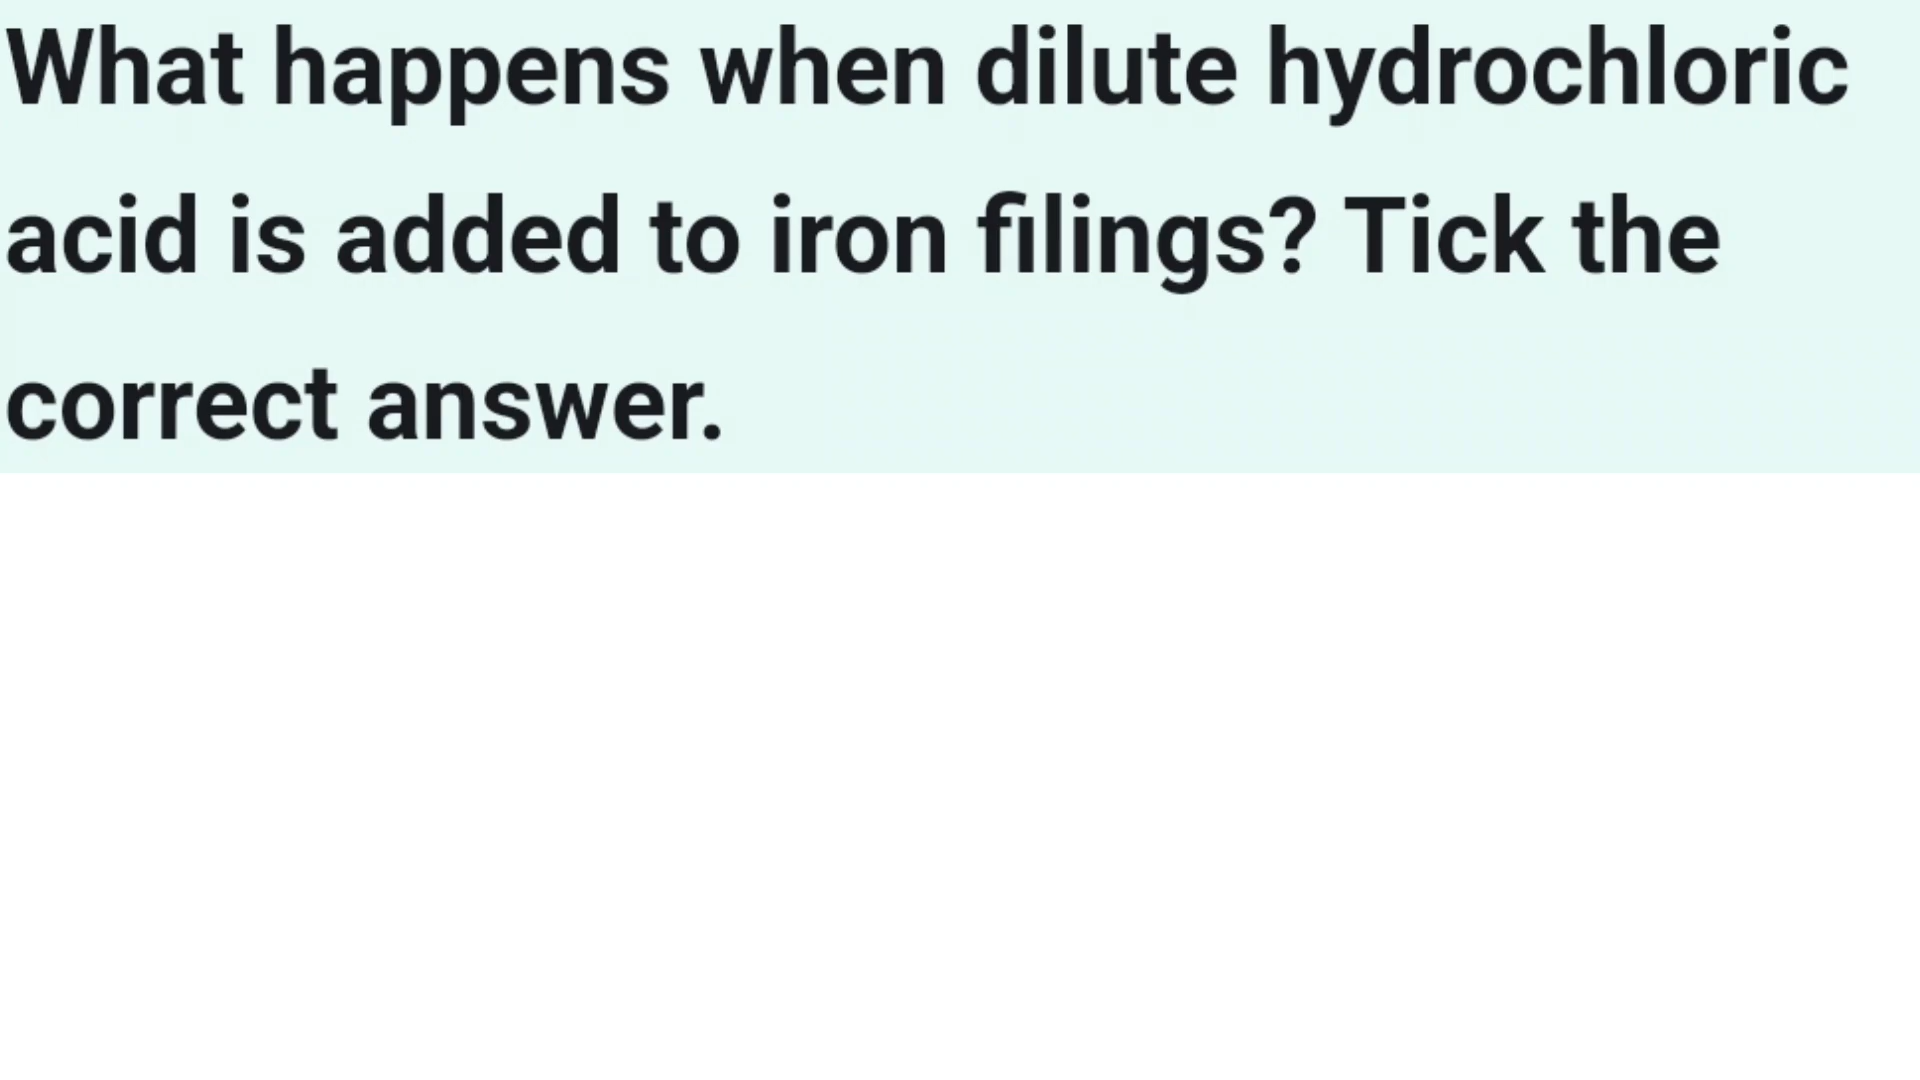 What happens when dilute hydrochloric
acid is added to iron filings? Tick the
correct answer.